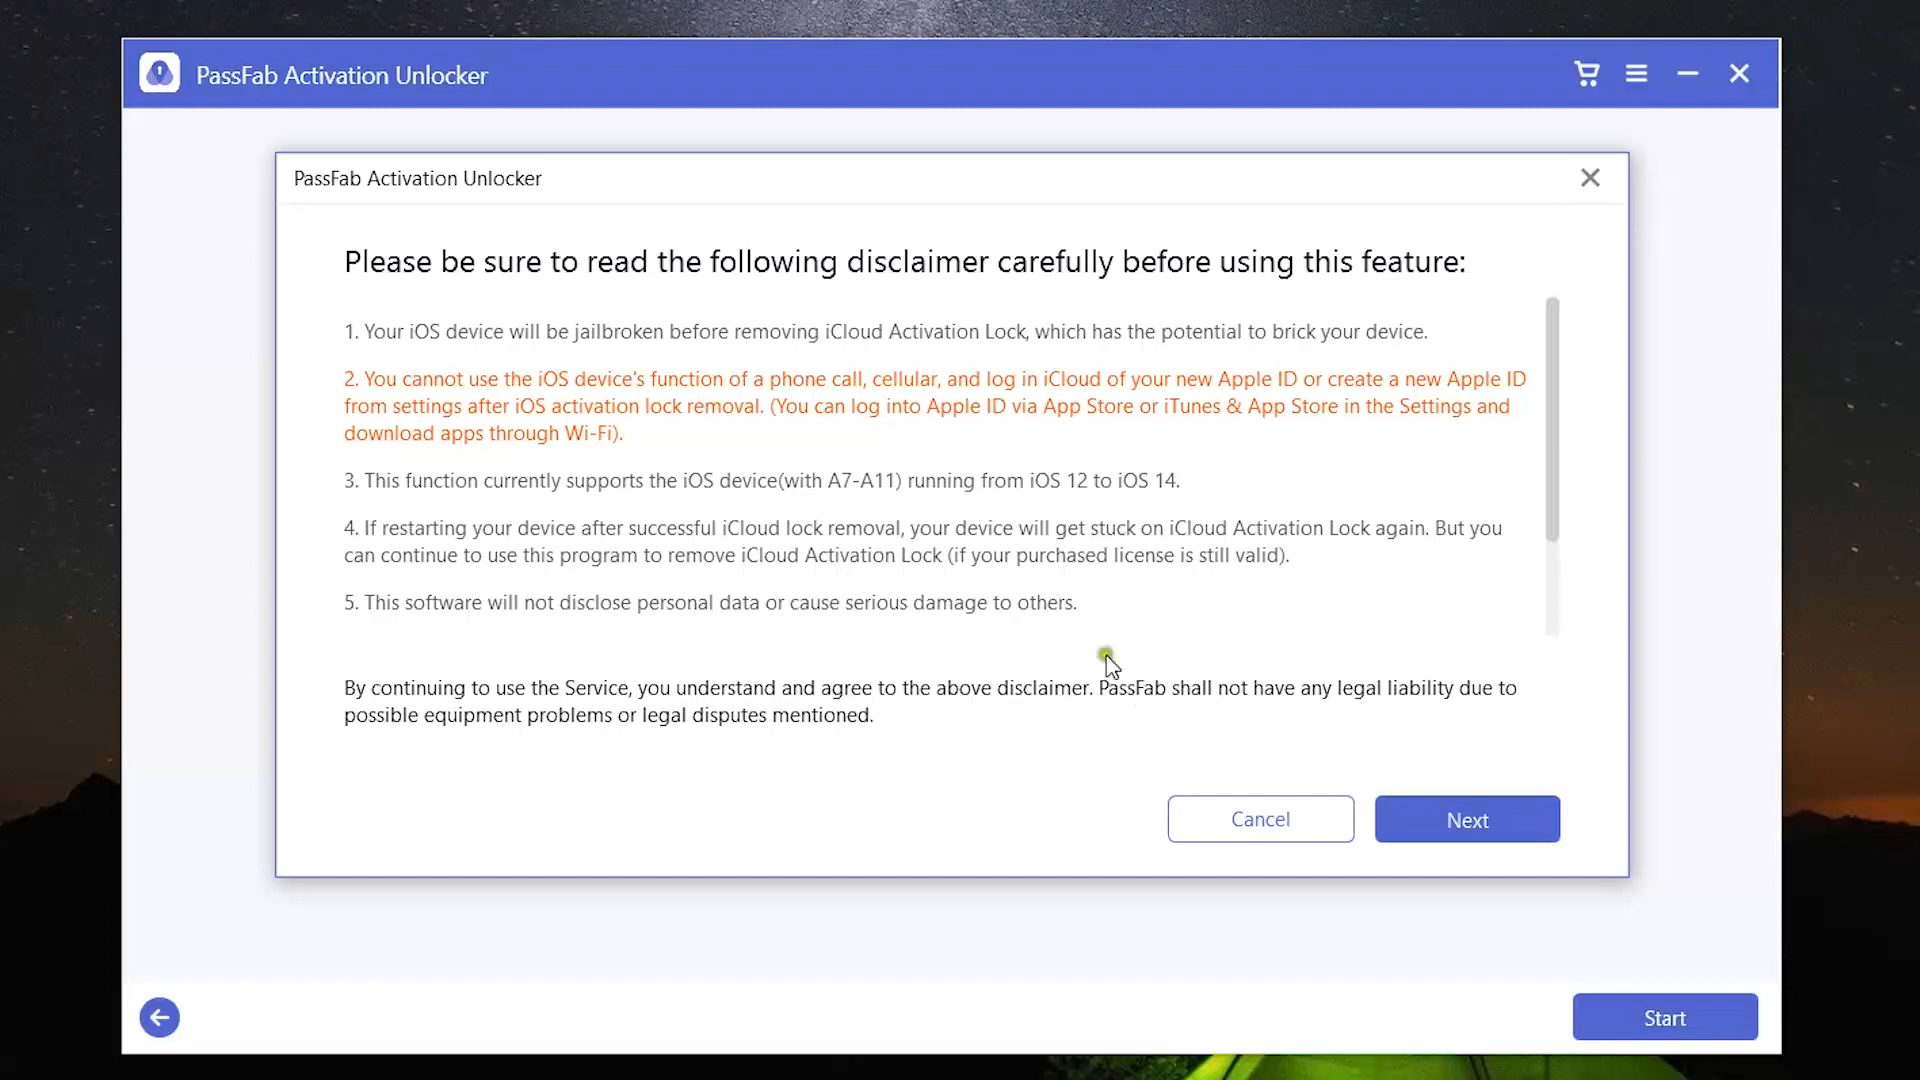 PassFab Activation Unlocker
PassFab Activation Unlocker
Please be sure to read the following disclaimer carefully before using this feature:
1. Your iOS device will be jailbroken before removing iCloud Activation Lock, which has the potential to brick your device.
2. You cannot use the iOS device's function of a phone call, cellular, and log in iCloud of your new Apple ID or create a new Apple ID
from settings after iOS activation lock removal. (You can log into Apple ID via App Store or iTunes & App Store in the Settings and
download apps through Wi-Fi).
3. This function currently supports the iOS device(with A7-A11) running from iOS 12 to iOS 14.
4. If restarting your device after successful iCloud lock removal, your device will get stuck on iCloud Activation Lock again. But you
can continue to use this program to remove iCloud Activation Lock (if your purchased license is still valid).
5. This software will not disclose personal data or cause serious damage to others.
By continuing to use the Service, you understand and agree to the above disclaimer. PassFab shall not have any legal liability due to
possible equipment problems or legal disputes mentioned.
Cancel
Next
Start